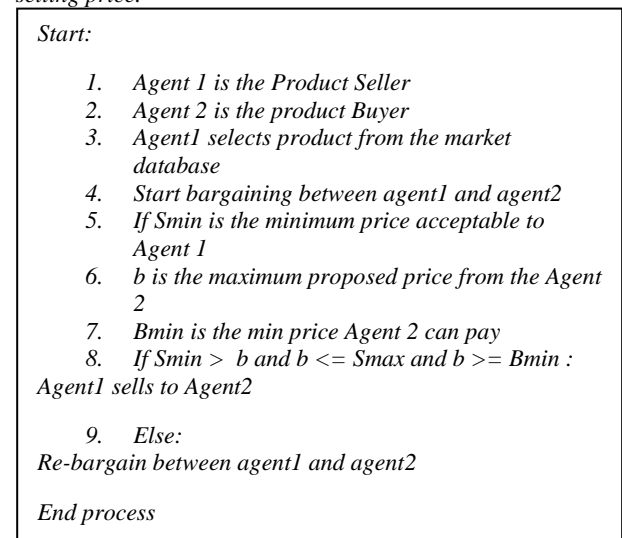 selling price.
Start:
1. Agent 1 is the Product Seller
2. Agent 2 is the product Buyer
3. Agent1 selects product from the market
database
4. Start bargaining between agent1 and agent2
5. If Smin is the minimum price acceptable to
Agent 1
6. b is the maximum proposed price from the Agent
2
7. Bmin is the min price Agent 2 can pay
8. If Smin > b and b <= Smax and b >= Bmin :
Agent1 sells to Agent2
9. Else:
Re-bargain between agent1 and agent2
End process